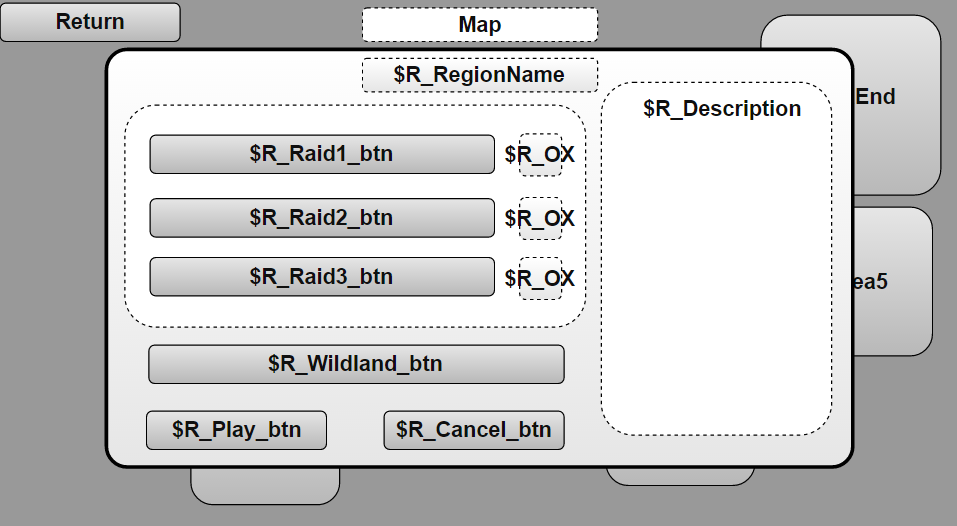 Return
Map
$R_RegionName
End
$R_Description
$R_Raid1_btn
$R_OX
$R_Raid2_btn
$R_OX
$R_Raid3_btn
$R_OX
ea5
$R_Wildland_btn
$R_Play_btn
$R_Cancel_btn